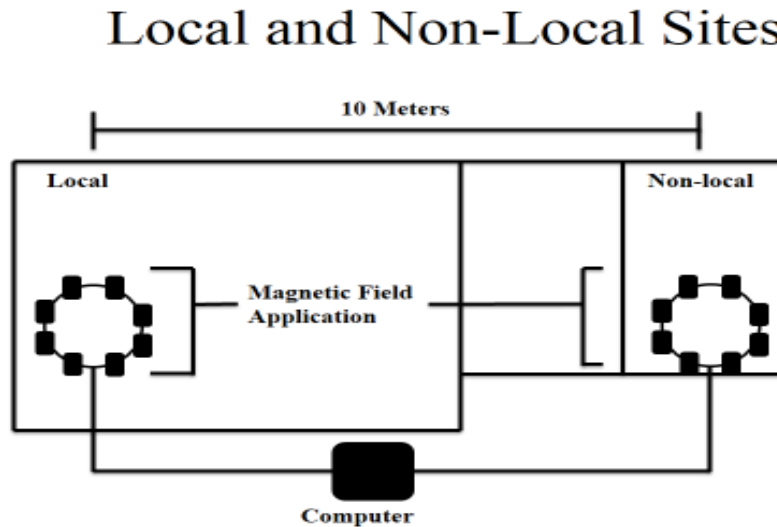 Local and Non-Local Sites
10 Meters
Local
Non-local
Magnetic Field
Application
Computer